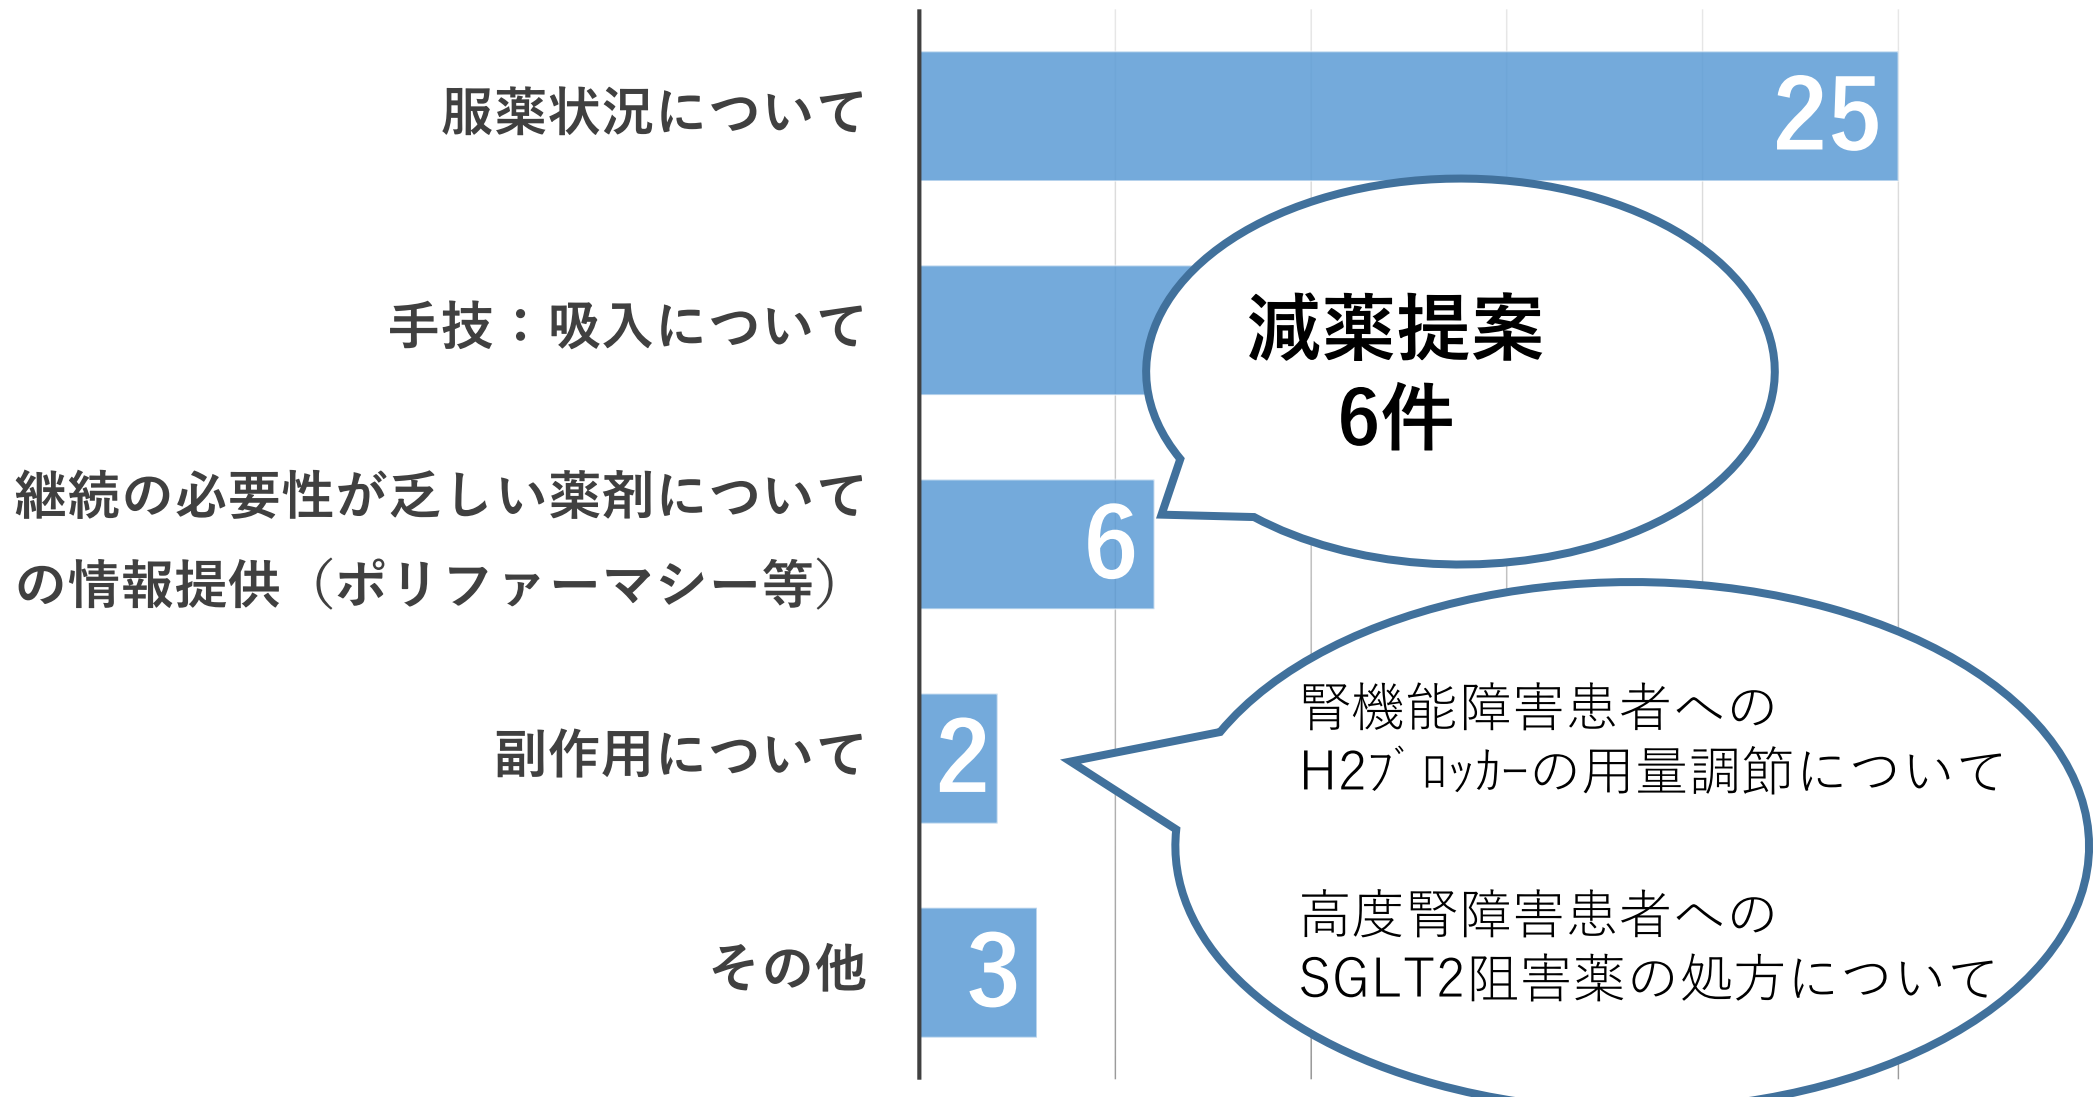 服薬状況について
25
手技：吸入について
減薬提案
6件
継続の必要性が乏しい薬剤について
の情報提供（ポリファーマシー等）
6
副作用について
2
腎機能障害患者への
H2ﾌﾞﾛｯｶｰの用量調節について
高度腎障害患者への
SGLT2阻害薬の処方について
その他
3